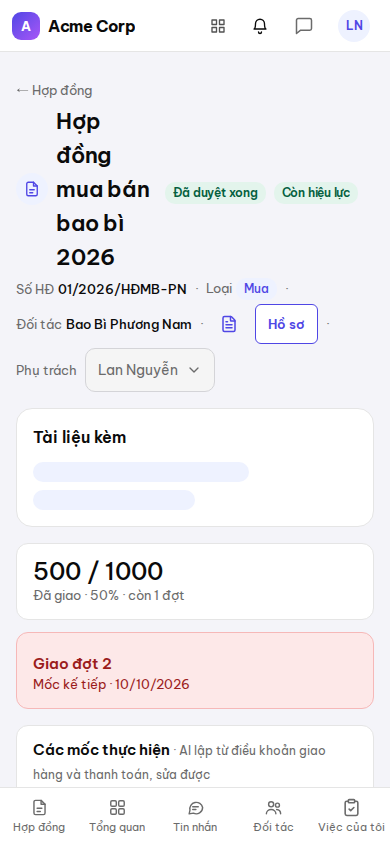 A Acme Corp LN
← Hợp đồng
Hợp
đồng
mua bán
bao bì
2026
Đã duyệt xong Còn hiệu lực
Số HĐ 01/2026/HĐMB-PN · Loại Mua ·
Đối tác Bao Bì Phương Nam · Hồ sơ ·
Phụ trách Lan Nguyễn
Tài liệu kèm
500 / 1000
Đã giao · 50% · còn 1 đợt
Giao đợt 2
Mốc kế tiếp · 10/10/2026
Các mốc thực hiện · AI lập từ điều khoản giao
hàng và thanh toán, sửa được
Hợp đồng Tổng quan Tin nhắn Đối tác Việc của tôi